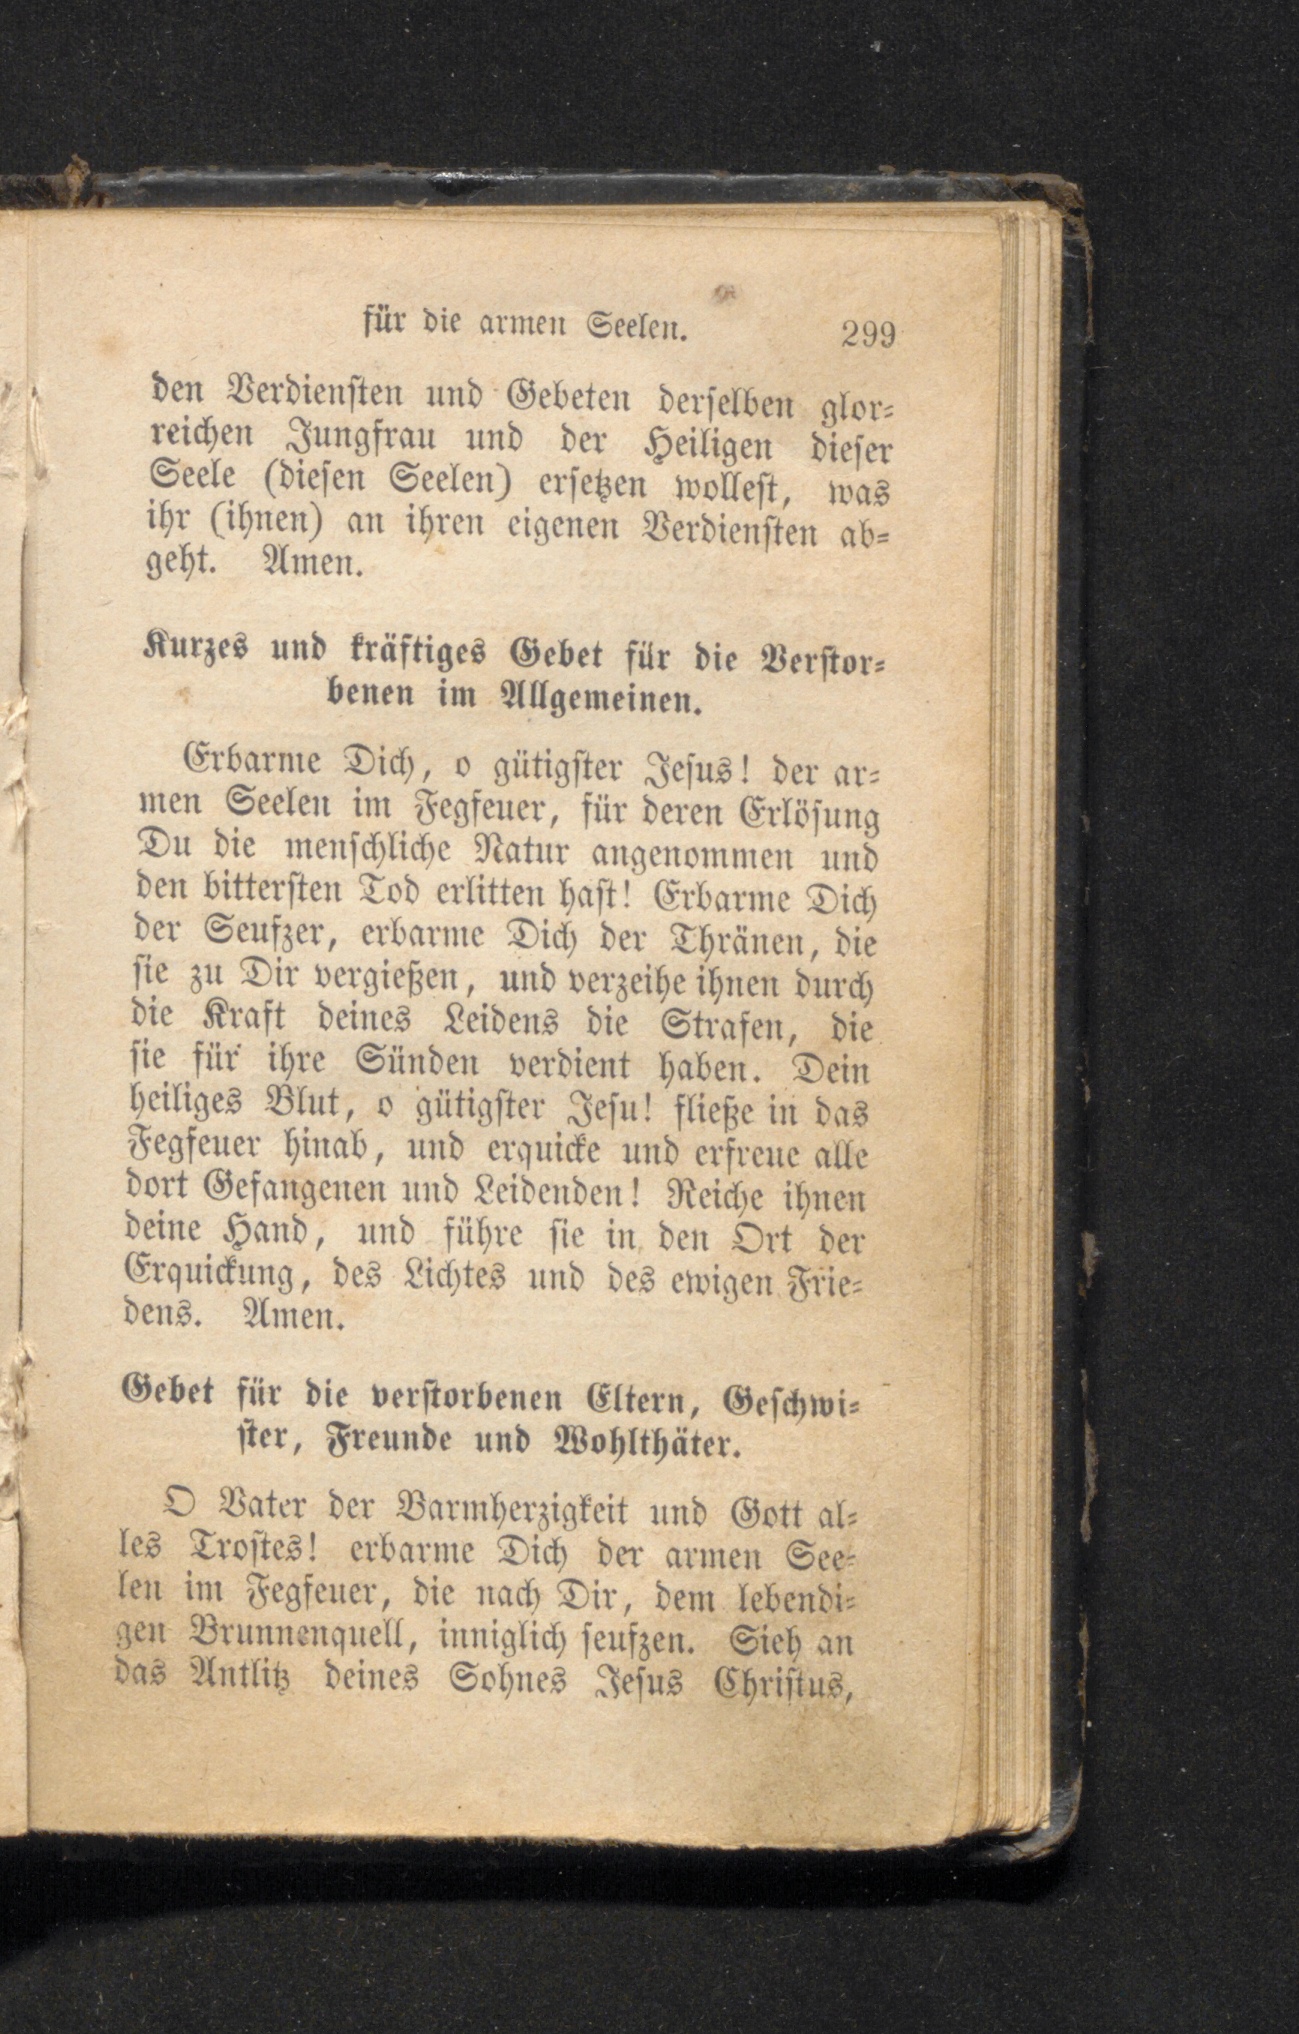 für die armen Seelen. 299
den Verdiensten und Gebeten derselben glor-
reichen Jungfrau und der Heiligen dieser
Seele (diesen Seelen) ersetzen wollest, was
ihr (ihnen) an ihren eigenen Verdiensten ab-
geht. Amen.
Kurzes und kräftiges Gebet für die Verstor-
benen im Allgemeinen.
Erbarme Dich, o gütigster Jesus! der ar-
men Seelen im Fegfeuer, für deren Erlösung
Du die menschliche Natur angenommen und
den bittersten Tod erlitten hast! Erbarme Dich
der Seufzer, erbarme Dich der Thränen, die
sie zu Dir vergießen, und verzeihe ihnen durch
die Kraft deines Leidens die Strafen, die
sie für ihre Sünden verdient haben. Dein
heiliges Blut, o gütigster Jesu! fließe in das
Fegfeuer hinab, und erquicke und erfreue alle
dort Gefangenen und Leidenden! Reiche ihnen
deine Hand, und führe sie in den Ort der
Erquickung, des Lichtes und des ewigen Frie-
dens. Amen.
Gebet für die verstorbenen Eltern, Geschwi-
ster, Freunde und Wohlthäter.
O Vater der Barmherzigkeit und Gott al-
les Trostes! erbarme Dich der armen See-
len im Fegfeuer, die nach Dir, dem lebendi-
gen Brunnenquell, inniglich seufzen. Sieh an
das Antlitz deines Sohnes Jesus Christus,